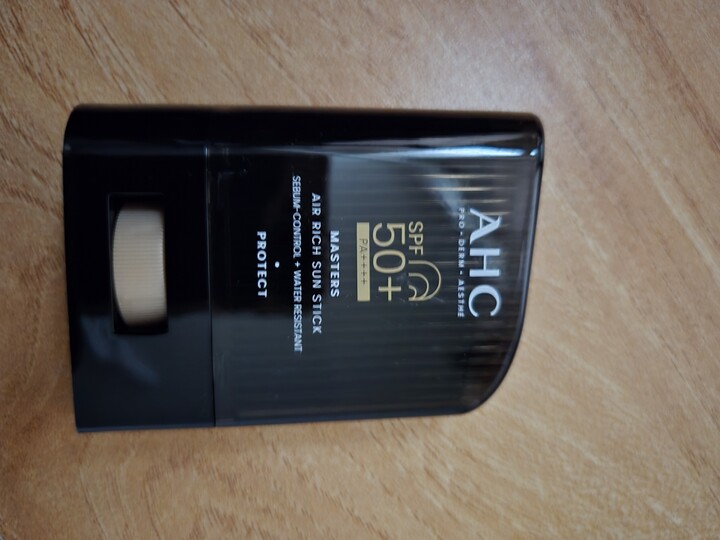 AHC
PRO • DERM • AESTHE
SPF
50+
PA++++
MASTERS
AIR RICH SUN STICK
SEBUM-CONTROL + WATER RESISTANT
PROTECT